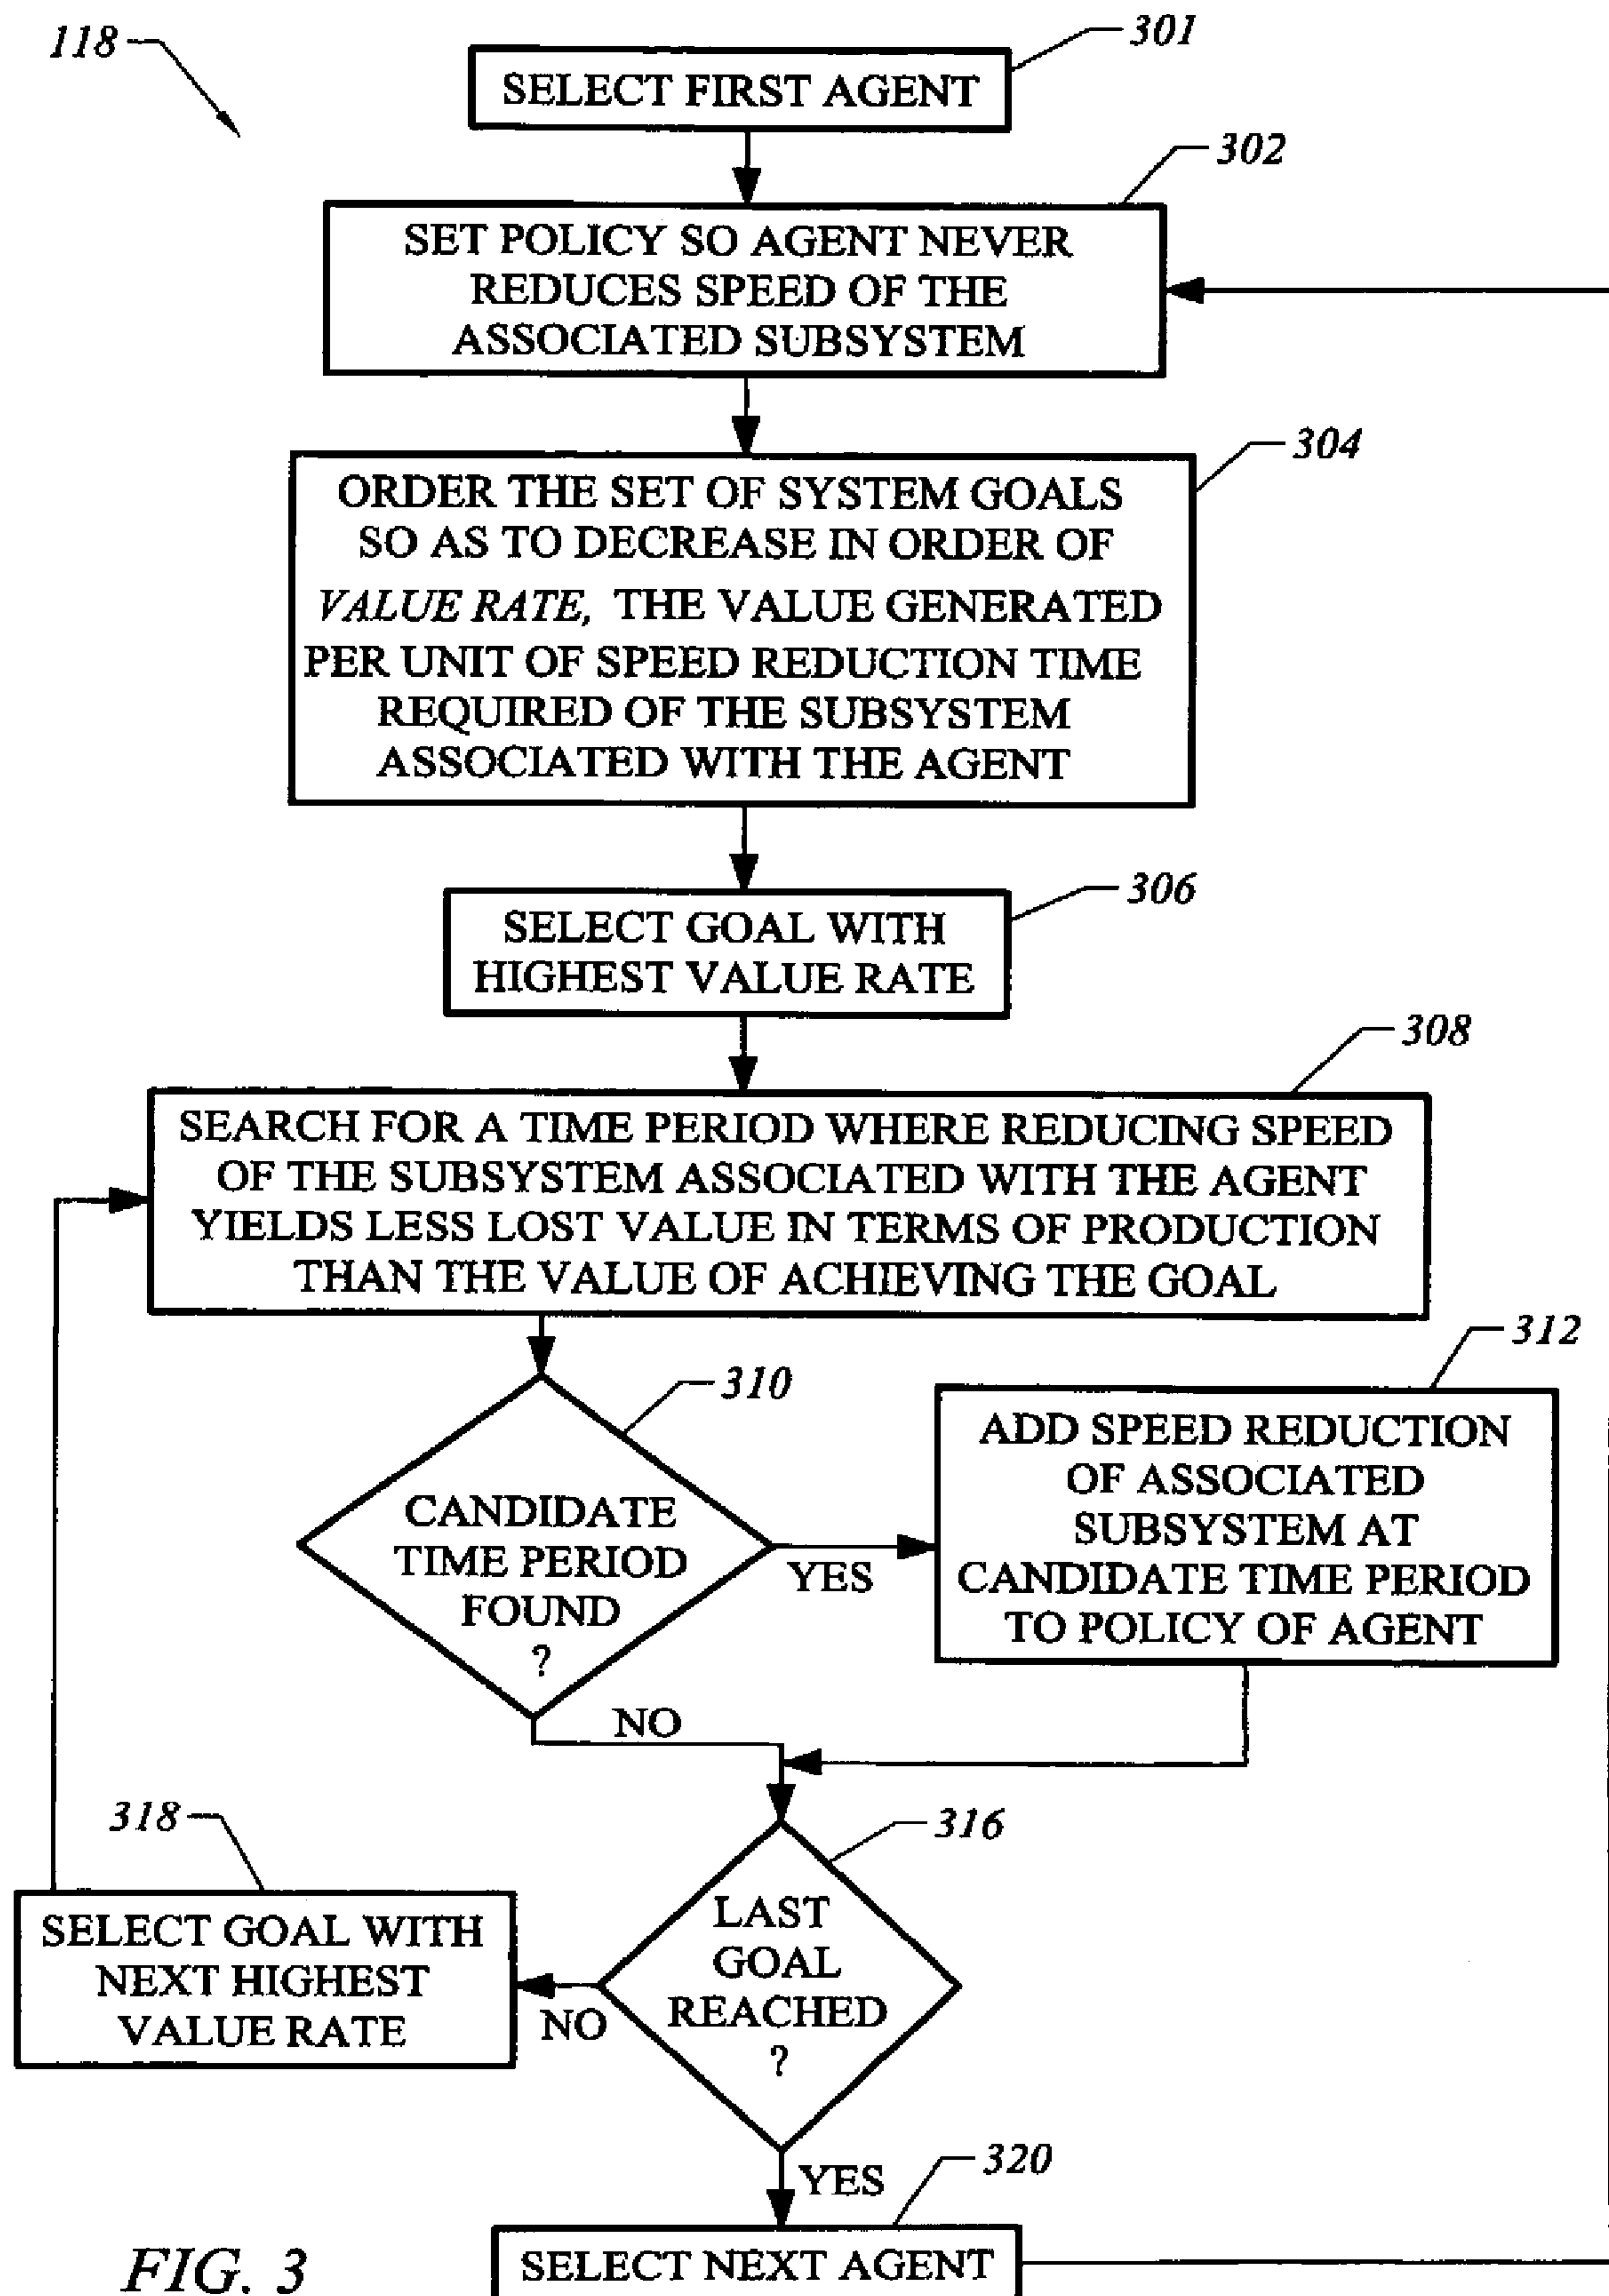 118
301
SELECT FIRST AGENT
302
SET POLICY SO AGENT NEVER
REDUCES SPEED OF THE
ASSOCIATED SUBSYSTEM
304
ORDER THE SET OF SYSTEM GOALS
SO AS TO DECREASE IN ORDER OF
VALUE RATE, THE VALUE GENERATED
PER UNIT OF SPEED REDUCTION TIME
REQUIRED OF THE SUBSYSTEM
ASSOCIATED WITH THE AGENT
306
SELECT GOAL WITH
HIGHEST VALUE RATE
308
SEARCH FOR A TIME PERIOD WHERE REDUCING SPEED
OF THE SUBSYSTEM ASSOCIATED WITH THE AGENT
YIELDS LESS LOST VALUE IN TERMS OF PRODUCTION
THAN THE VALUE OF ACHIEVING THE GOAL
310
CANDIDATE
TIME PERIOD
FOUND
?
YES
NO
312
ADD SPEED REDUCTION
OF ASSOCIATED
SUBSYSTEM AT
CANDIDATE TIME PERIOD
TO POLICY OF AGENT
316
LAST
GOAL
REACHED
?
NO
318
SELECT GOAL WITH
NEXT HIGHEST
VALUE RATE
YES
320
SELECT NEXT AGENT
FIG. 3